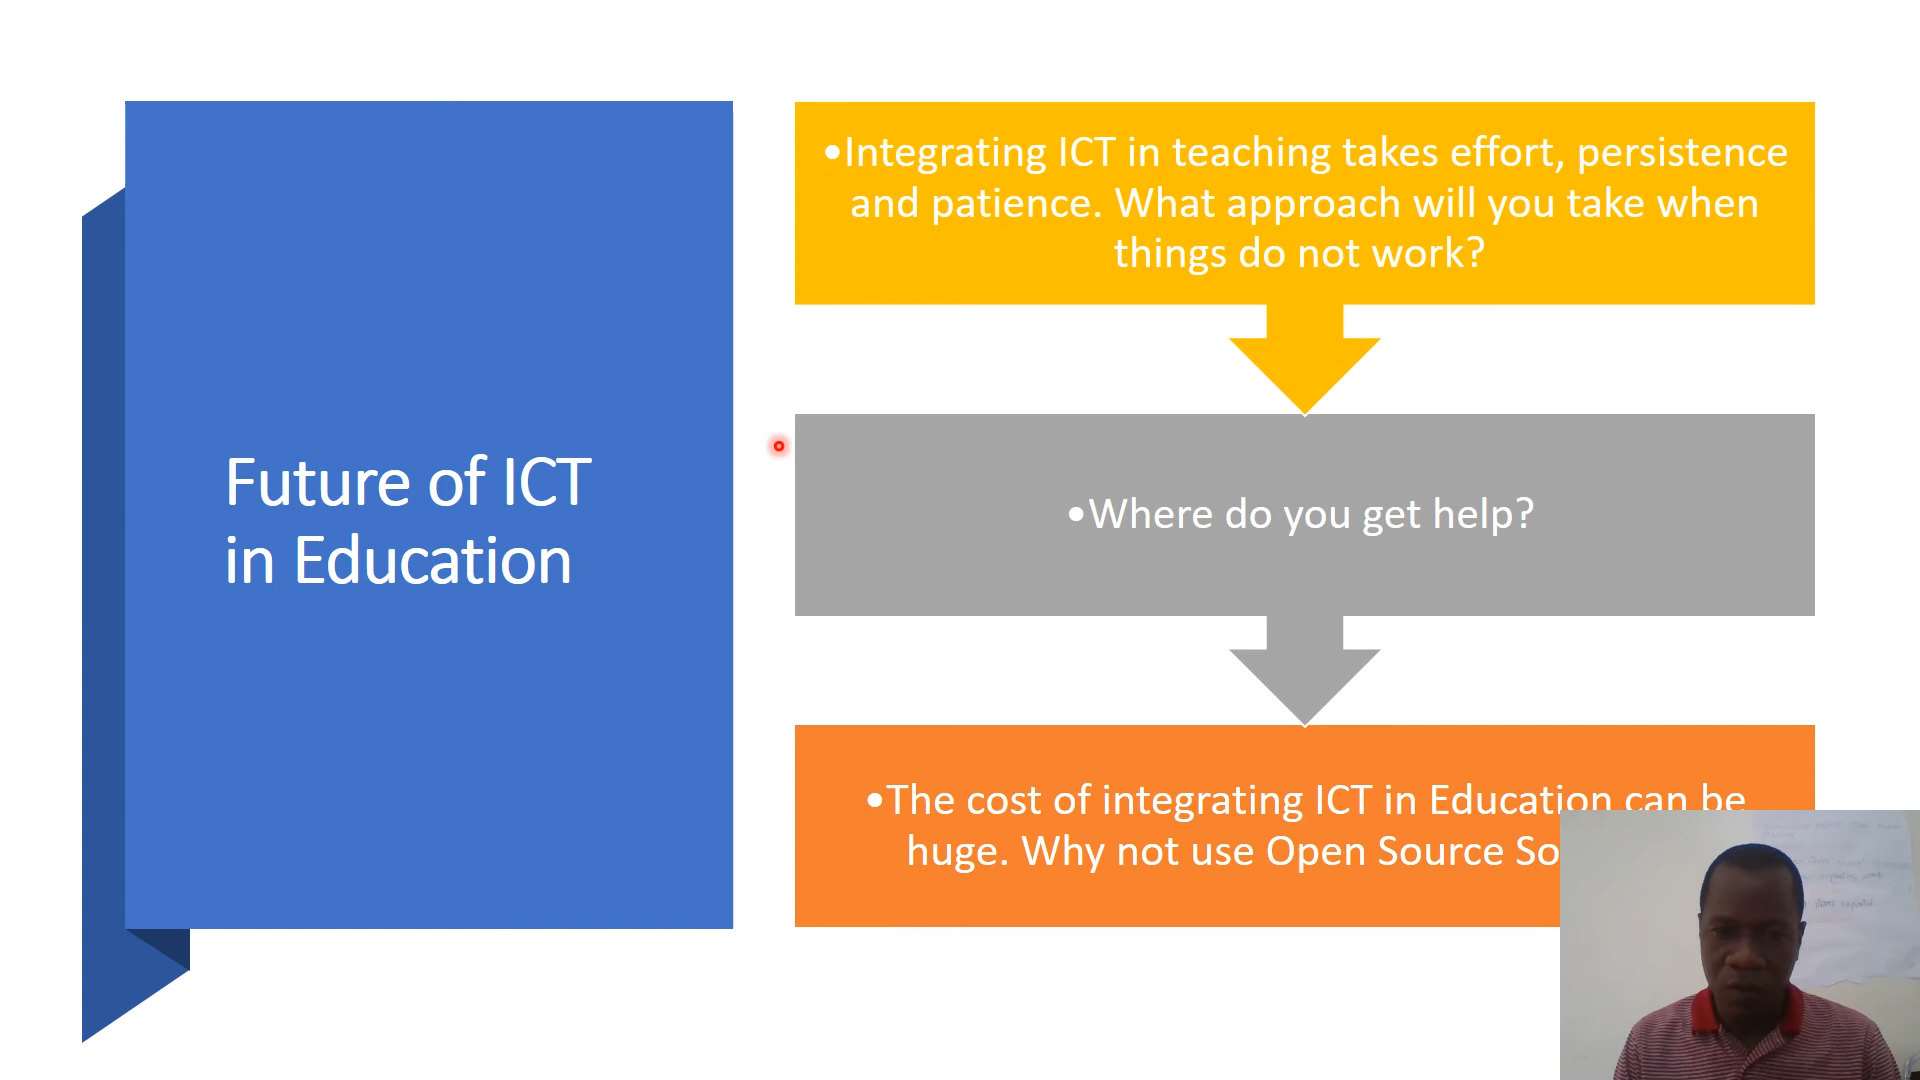 Future of ICT
in Education
•Integrating ICT in teaching takes effort, persistence
and patience. What approach will you take when
things do not work?
•Where do you get help?
•The cost of integrating ICT in Education can be
huge. Why not use Open Source